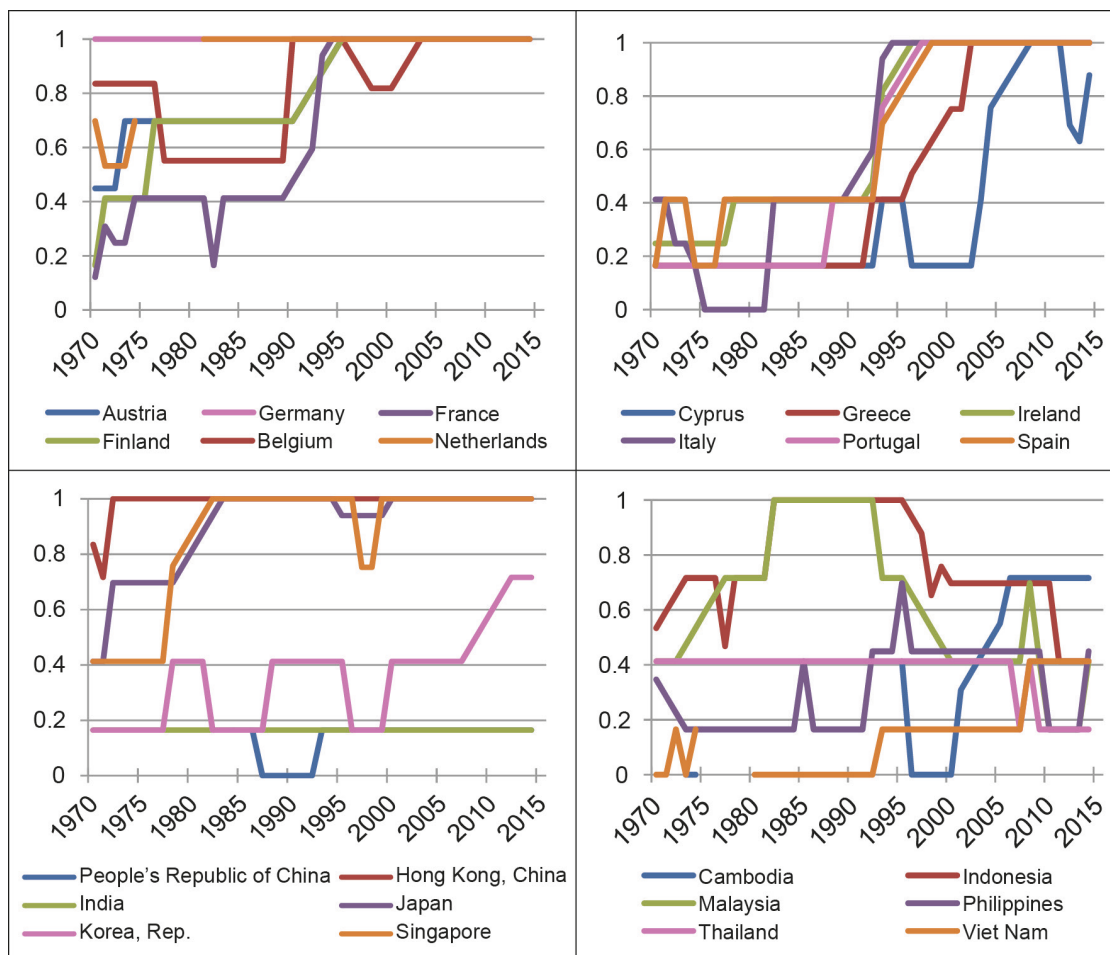 1
0.8
0.6
0.4
0.2
0
1970 1975 1980 1985 1990 1995 2000 2005 2010 2015
Austria Germany France
Finland Belgium Netherlands
1
0.8
0.6
0.4
0.2
0
1970 1975 1980 1985 1990 1995 2000 2005 2010 2015
Cyprus Greece Ireland
Italy Portugal Spain
1
0.8
0.6
0.4
0.2
0
1970 1975 1980 1985 1990 1995 2000 2005 2010 2015
People’s Republic of China Hong Kong, China
India Japan
Korea, Rep. Singapore
1
0.8
0.6
0.4
0.2
0
1970 1975 1980 1985 1990 1995 2000 2005 2010 2015
Cambodia Indonesia
Malaysia Philippines
Thailand Viet Nam